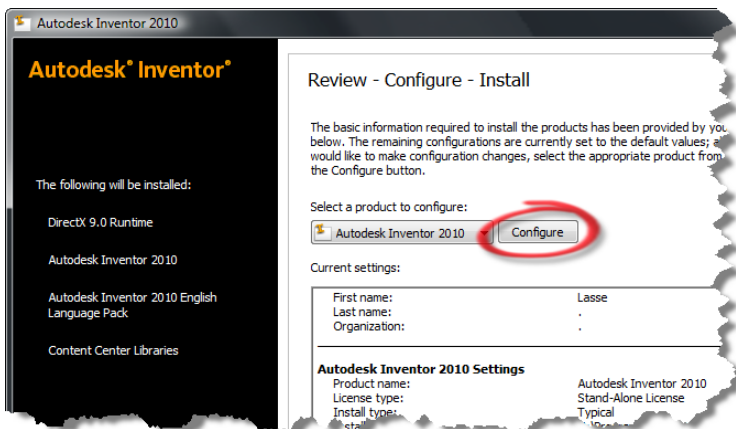 Autodesk Inventor 2010
Autodesk® Inventor®
The following will be installed:
DirectX 9.0 Runtime
Autodesk Inventor 2010
Autodesk Inventor 2010 English
Language Pack
Content Center Libraries
Review - Configure - Install
The basic information required to install the products has been provided by
below. The remaining configurations are currently set to the default values;
would like to make configuration changes, select the appropriate product from
the Configure button.
Select a product to configure:
Autodesk Inventor 2010
Configure
Current settings:
First name: Lasse
Last name: .
Organization: .
Autodesk Inventor 2010 Settings
Product name: Autodesk Inventor 2010
License type: Stand-Alone License
Install type: Typical